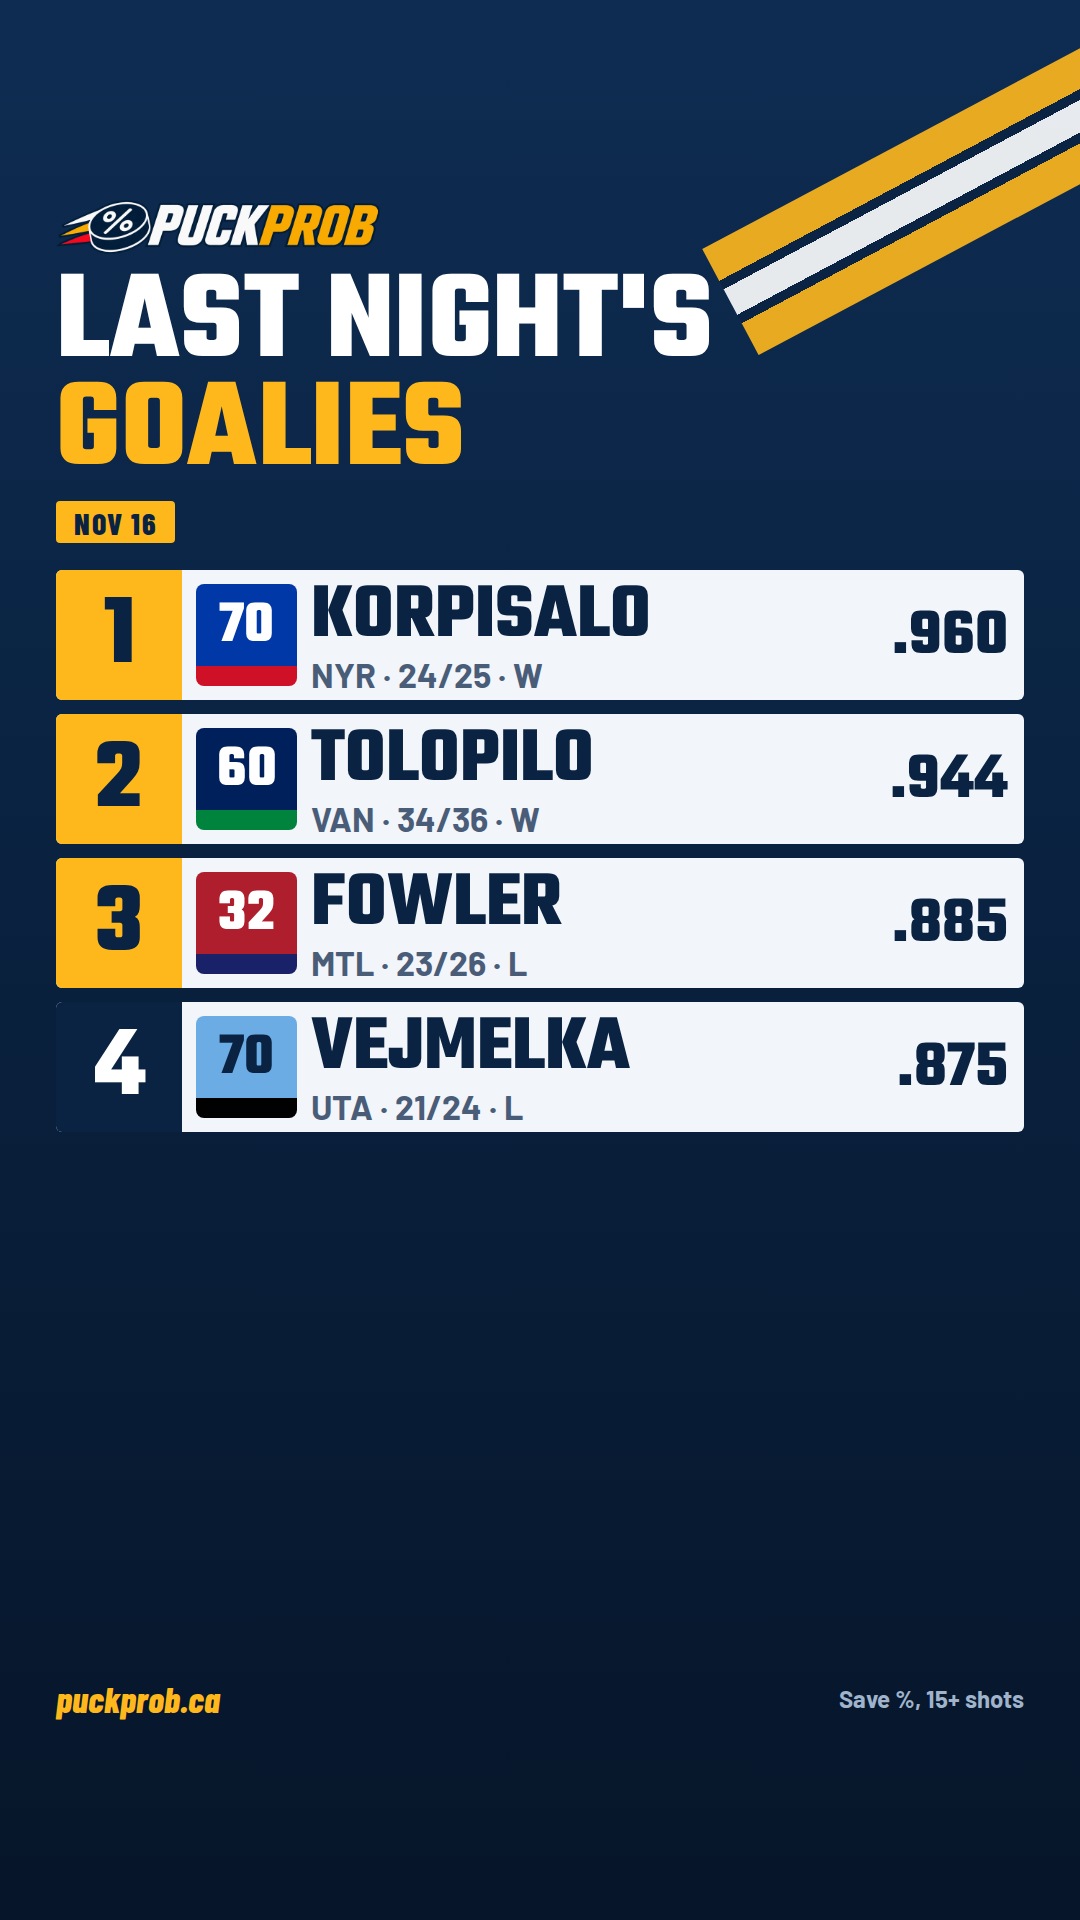 % PUCKPROB
LAST NIGHT'S
GOALIES
NOV 16
1 70 KORPISALO .960
NYR · 24/25 · W
2 60 TOLOPILO .944
VAN · 34/36 · W
3 32 FOWLER .885
MTL · 23/26 · L
4 70 VEJMELKA .875
UTA · 21/24 · L
puckprob.ca Save %, 15+ shots